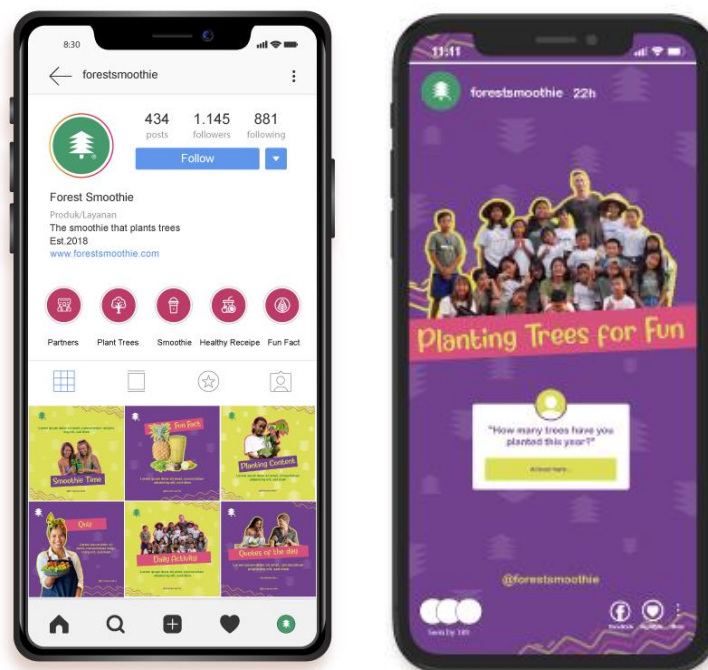 8:30
forestsmoothie
434
1.145
881
posts
followers
following
Follow
Forest Smoothie
Produk/Layanan
The smoothie that plants trees
Est.2018
www.forestsmoothie.com
Partners
Plant Trees
Smoothie
Healthy Receipe
Fun Fact
Smoothie Time
Fun Fact
Planting Content
Quiz
Daily Activity
Quotes of the day
11:11
forestsmoothie 22h
Planting Trees for Fun
"How many trees have you
planted this year?"
@forestsmoothie